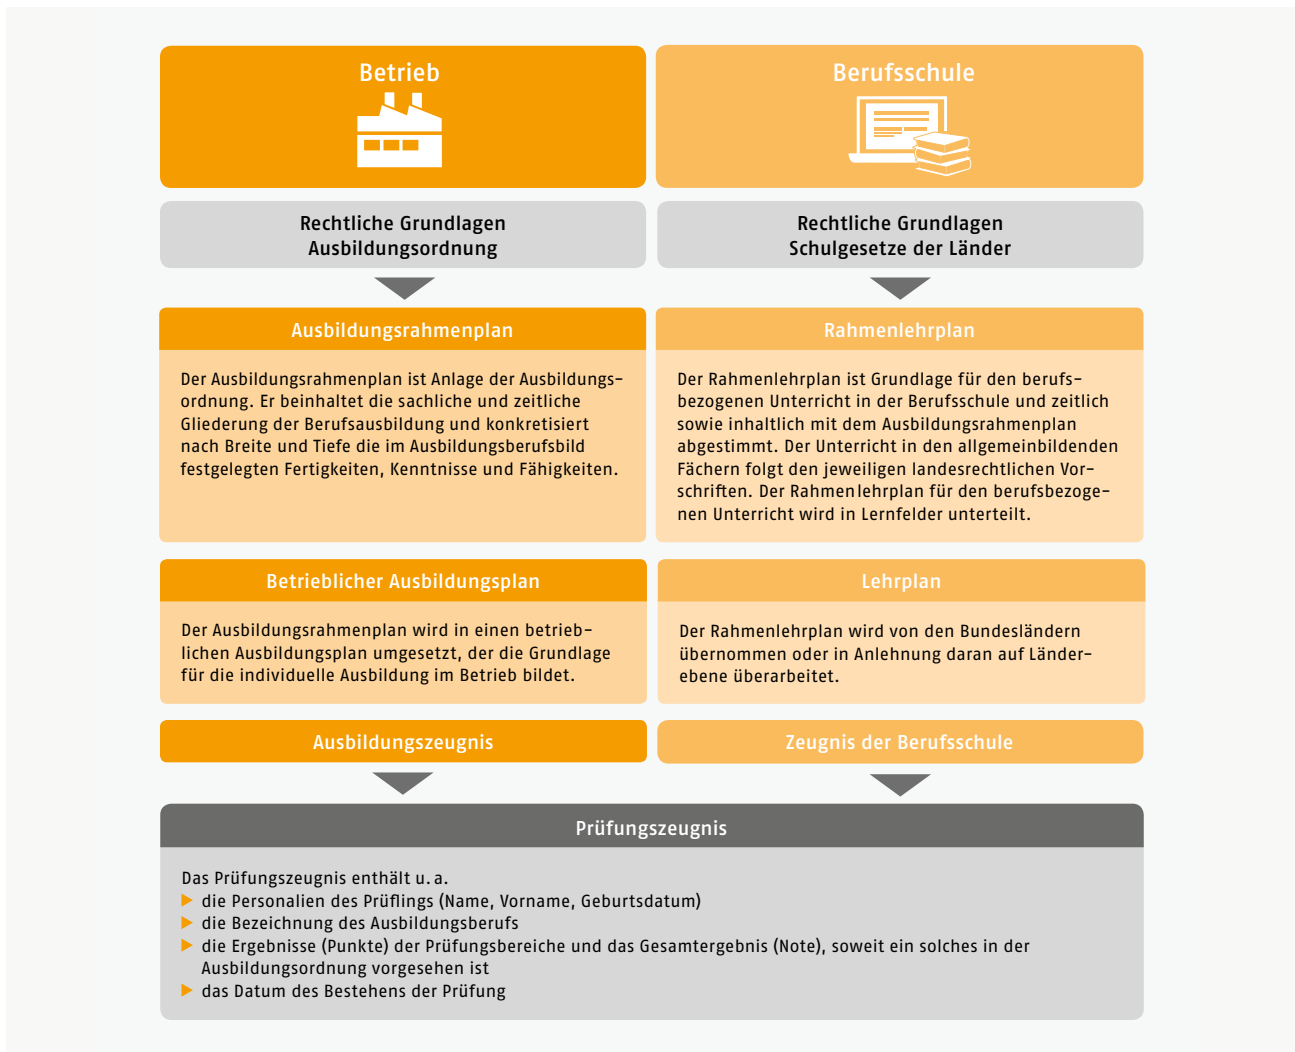 Betrieb
Berufsschule
Rechtliche Grundlagen
Ausbildungsordnung
Rechtliche Grundlagen
Schulgesetze der Länder
Ausbildungsrahmenplan
Der Ausbildungsrahmenplan ist Anlage der Ausbildungs-
ordnung. Er beinhaltet die sachliche und zeitliche
Gliederung der Berufsausbildung und konkretisiert
nach Breite und Tiefe die im Ausbildungsberufsbild
festgelegten Fertigkeiten, Kenntnisse und Fähigkeiten.
Rahmenlehrplan
Der Rahmenlehrplan ist Grundlage für den berufs-
bezogenen Unterricht in der Berufsschule und zeitlich
sowie inhaltlich mit dem Ausbildungsrahmenplan
abgestimmt. Der Unterricht in den allgemeinbildenden
Fächern folgt den jeweiligen landesrechtlichen Vor-
schriften. Der Rahmenlehrplan für den berufsbezoge-
nen Unterricht wird in Lernfelder unterteilt.
Betrieblicher Ausbildungsplan
Der Ausbildungsrahmenplan wird in einen betrieb-
lichen Ausbildungsplan umgesetzt, der die Grundlage
für die individuelle Ausbildung im Betrieb bildet.
Lehrplan
Der Rahmenlehrplan wird von den Bundesländern
übernommen oder in Anlehnung daran auf Länder-
ebene überarbeitet.
Ausbildungszeugnis
Zeugnis der Berufsschule
Prüfungszeugnis
Das Prüfungszeugnis enthält u. a.
die Personalien des Prüflings (Name, Vorname, Geburtsdatum)
die Bezeichnung des Ausbildungsberufs
die Ergebnisse (Punkte) der Prüfungsbereiche und das Gesamtergebnis (Note), soweit ein solches in der
Ausbildungsordnung vorgesehen ist
das Datum des Bestehens der Prüfung